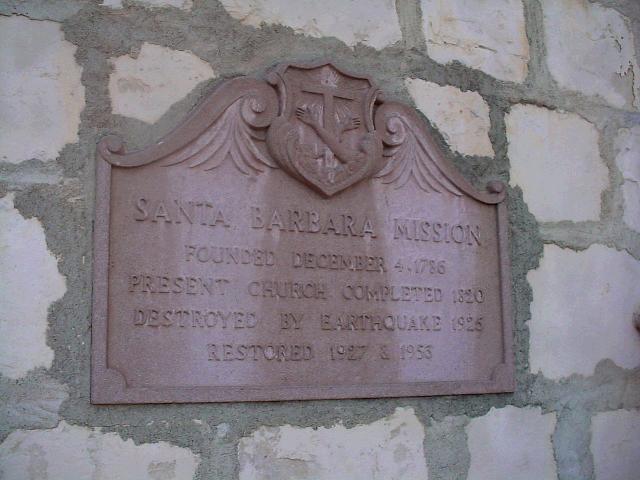 SANTA BARBARA MISSION
FOUNDED DECEMBER 4, 1786
PRESENT CHURCH COMPLETED 1820
DESTROYED BY EARTHQUAKE 1925
RESTORED 1927 & 1953